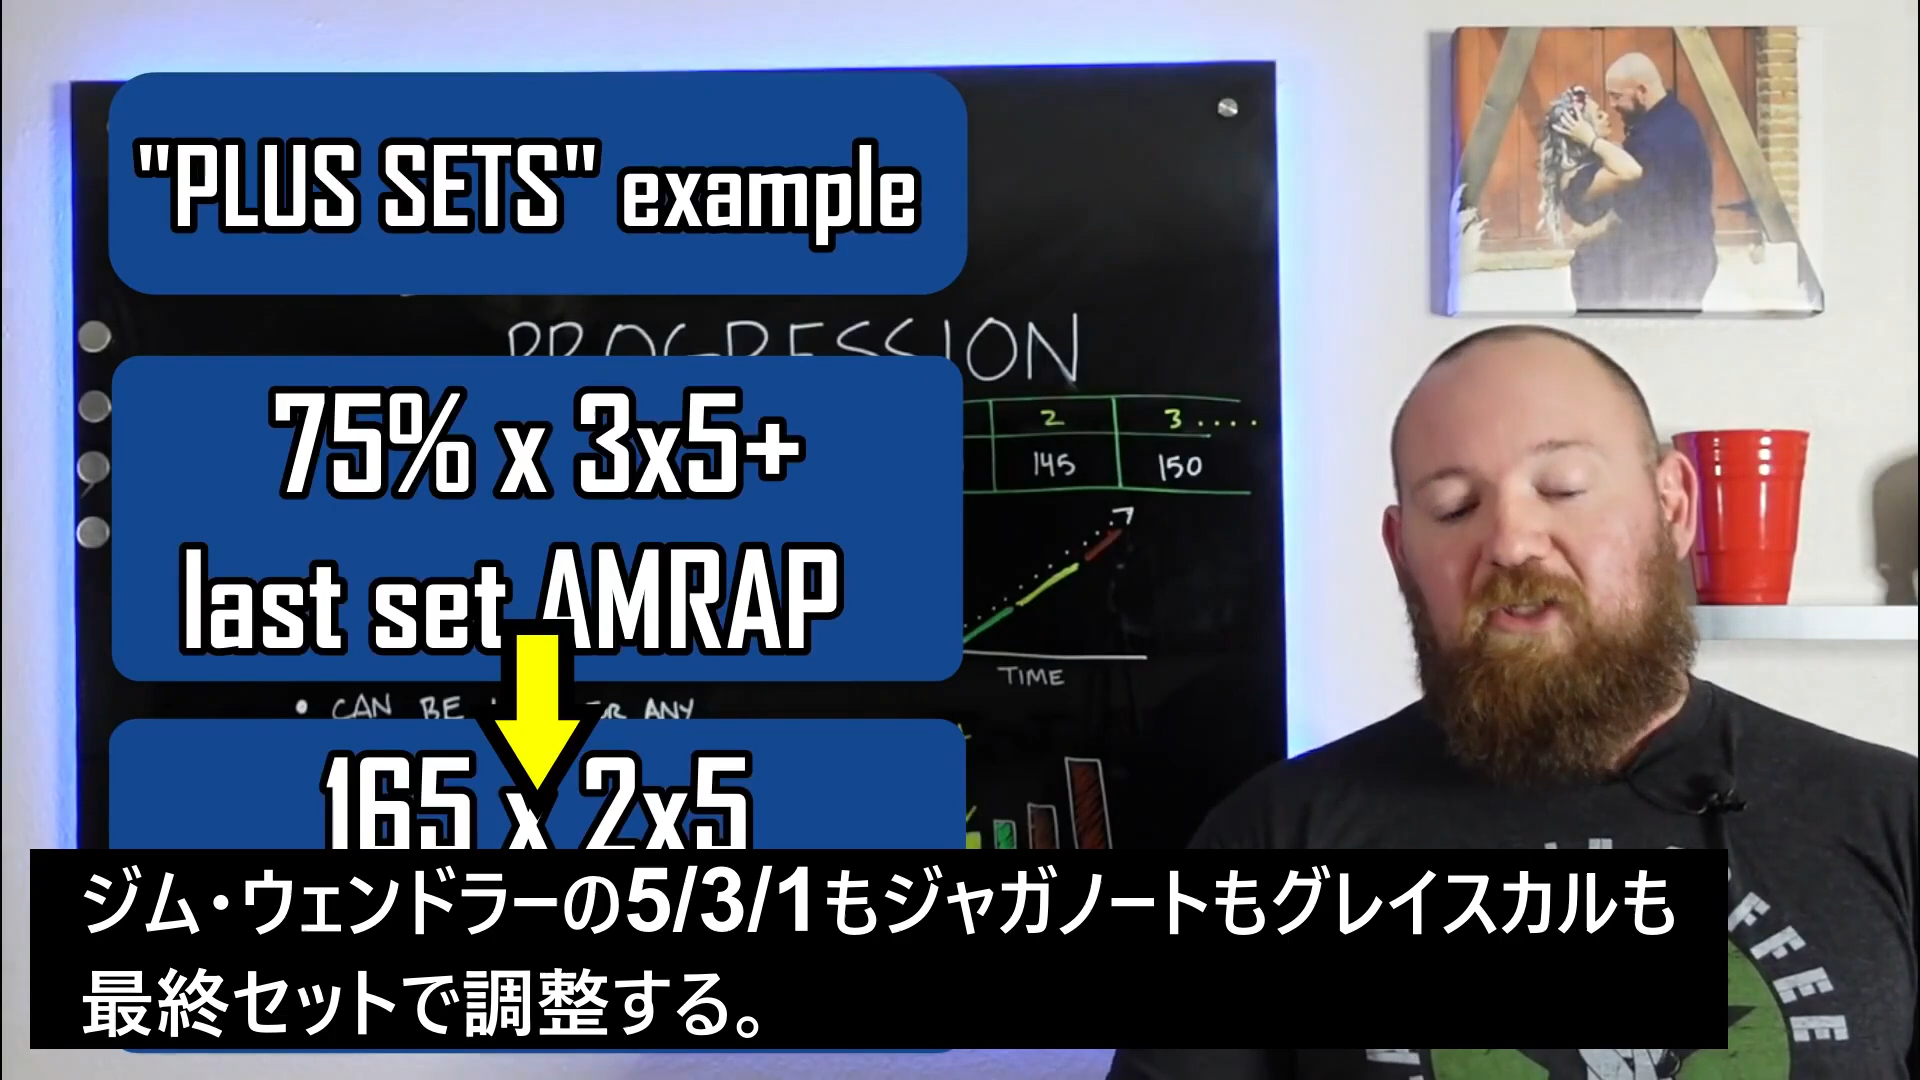 "PLUS SETS" example
PROGRESSION
75% x 3x5+
last set AMRAP
2
3....
145
150
TIME
• CAN BE
ANY
165 x 2x5
ジム・ウェンドラーの5/3/1もジャガノートもグレイスカルも
最終セットで調整する。